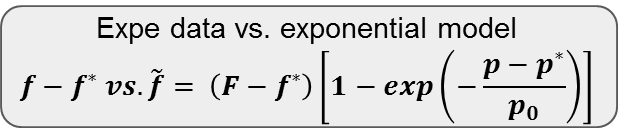 Expe data vs. exponential model
f − f* vs. f̃ = (F − f*) [1 − exp(−(p − p*)/p₀)]